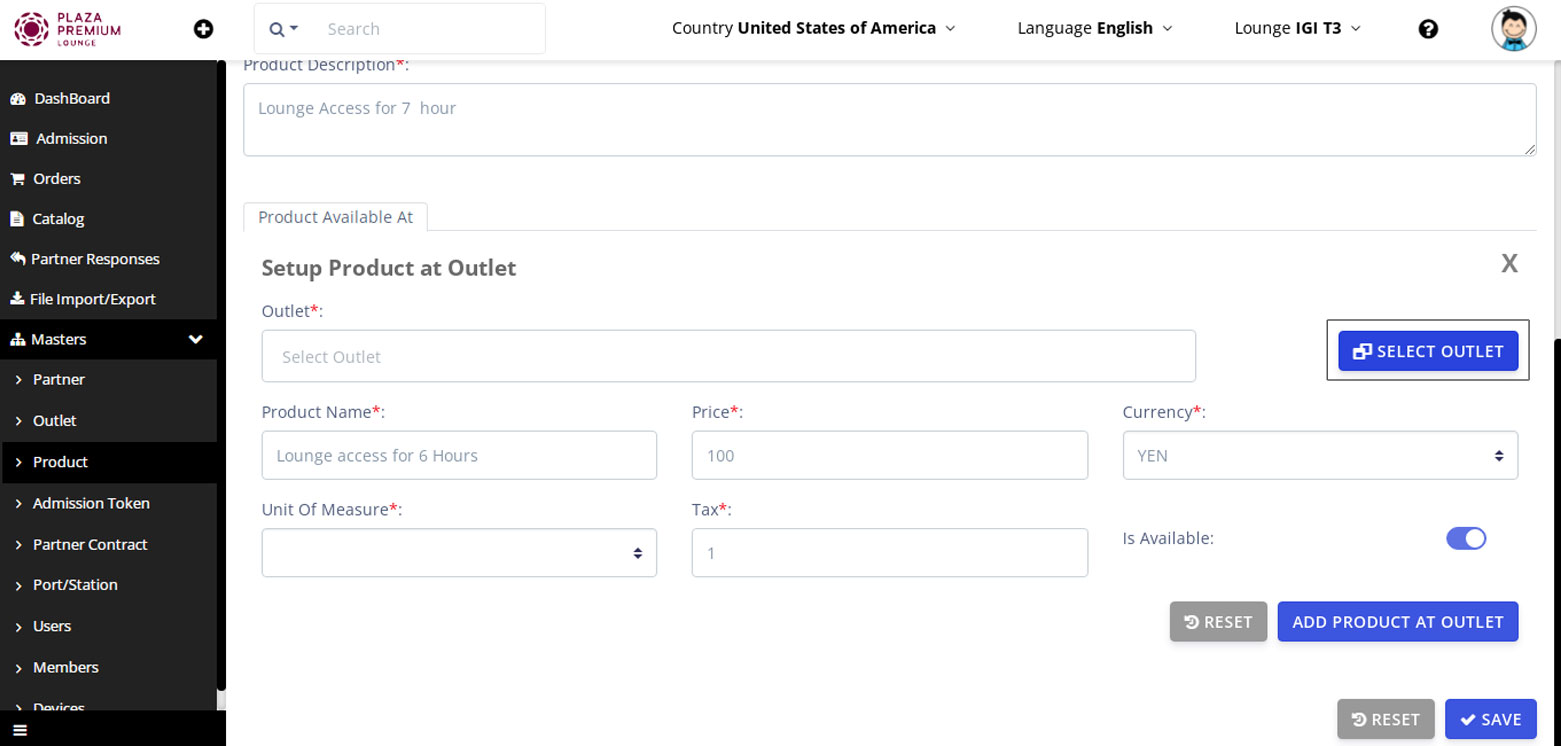 PLAZA
PREMIUM
LOUNGE
Search
Country United States of America
Language English
Lounge IGI T3
DashBoard
Admission
Orders
Catalog
Partner Responses
File Import/Export
Masters
Partner
Outlet
Product
Admission Token
Partner Contract
Port/Station
Users
Members
Devices
Product Description*:
Lounge Access for 7  hour
Product Available At
Setup Product at Outlet
X
Outlet*:
Select Outlet
SELECT OUTLET
Product Name*:
Price*:
Currency*:
Lounge access for 6 Hours
100
YEN
Unit Of Measure*:
Tax*:
1
Is Available:
RESET
ADD PRODUCT AT OUTLET
RESET
SAVE